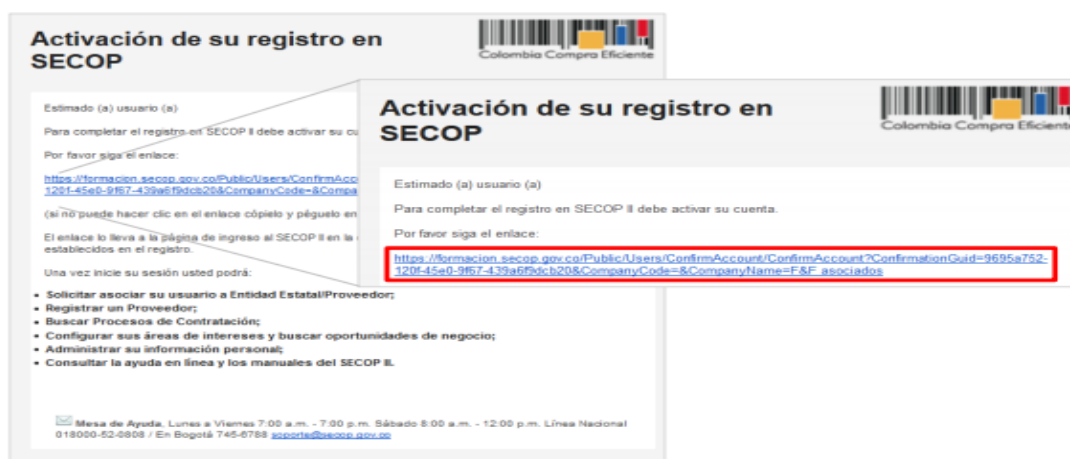 Activación de su registro en
SECOP
Colombia Compra Eficiente
Estimado (a) usuario (a)
Para completar el registro en SECOP II debe activar su cu
Por favor siga el enlace:
https://formacion.secop.gov.co/Public/Users/ConfirmAcc
120f-45e0-9f67-439a6f9dcb20&CompanyCode=&Compa
(si no puede hacer clic en el enlace cópielo y péguelo en
El enlace lo lleva a la página de ingreso al SECOP II en la
establecidos en el registro.
Una vez inicie su sesión usted podrá:
• Solicitar asociar su usuario a Entidad Estatal/Proveedor;
• Registrar un Proveedor;
• Buscar Procesos de Contratación;
• Configurar sus áreas de intereses y buscar oportunidades de negocio;
• Administrar su información personal;
• Consultar la ayuda en línea y los manuales del SECOP II.
Mesa de Ayuda, Lunes a Viernes 7:00 a.m. - 7:00 p.m. Sábado 8:00 a.m. - 12:00 p.m. Línea Nacional
018000-52-0808 / En Bogotá 745-6788 soporte@secop.gov.co
Activación de su registro en
SECOP
Colombia Compra Eficiente
Estimado (a) usuario (a)
Para completar el registro en SECOP II debe activar su cuenta.
Por favor siga el enlace:
https://formacion.secop.gov.co/Public/Users/ConfirmAccount/ConfirmAccount?ConfirmationGuid=9695a752-
120f-45e0-9f67-439a6f9dcb20&CompanyCode=&CompanyName=F&F asociados